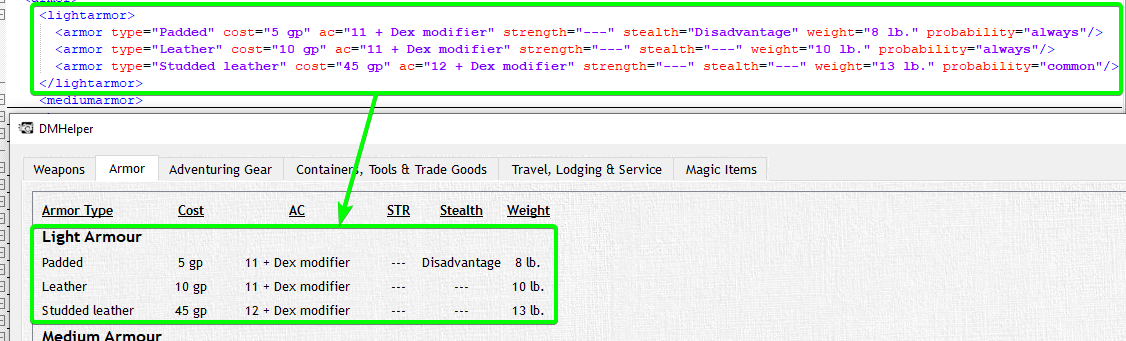 <lightarmor>
<armor type="Padded" cost="5 gp" ac="11 + Dex modifier" strength="---" stealth="Disadvantage" weight="8 lb." probability="always"/>
<armor type="Leather" cost="10 gp" ac="11 + Dex modifier" strength="---" stealth="---" weight="10 lb." probability="always"/>
<armor type="Studded leather" cost="45 gp" ac="12 + Dex modifier" strength="---" stealth="---" weight="13 lb." probability="common"/>
</lightarmor>
<mediumarmor>
DMHelper
Weapons Armor Adventuring Gear Containers, Tools & Trade Goods Travel, Lodging & Service Magic Items
Armor Type Cost AC STR Stealth Weight
Light Armour
Padded 5 gp 11 + Dex modifier --- Disadvantage 8 lb.
Leather 10 gp 11 + Dex modifier --- --- 10 lb.
Studded leather 45 gp 12 + Dex modifier --- --- 13 lb.
Medium Armour